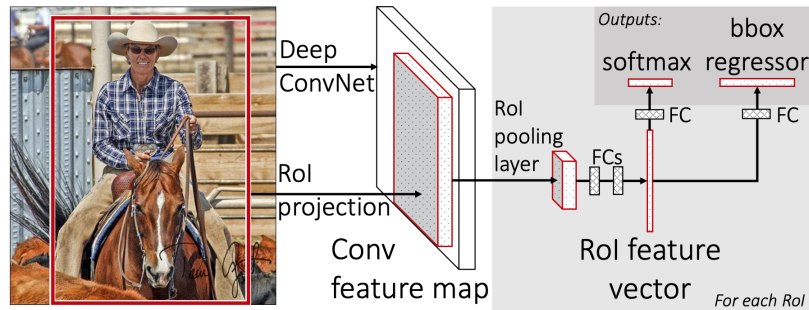 Deep
ConvNet
RoI
projection
Conv
feature map
RoI
pooling
layer
FCs
RoI feature
vector
For each RoI
Outputs:
softmax
bbox
regressor
FC
FC